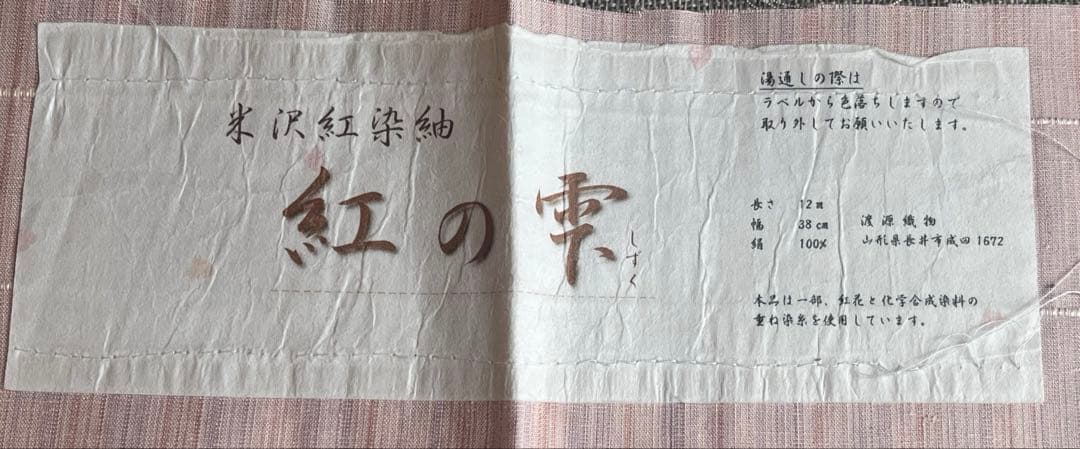 米沢紅染紬
紅の雫
しずく
湯通しの際は
ラベルから色落ちしますので
取り外してお願いいたします。
長さ 12m
幅 38cm 渡源織物
絹 100% 山形県長井市成田1672
本品は一部、紅花と化学合成染料の
重ね染糸を使用しています。